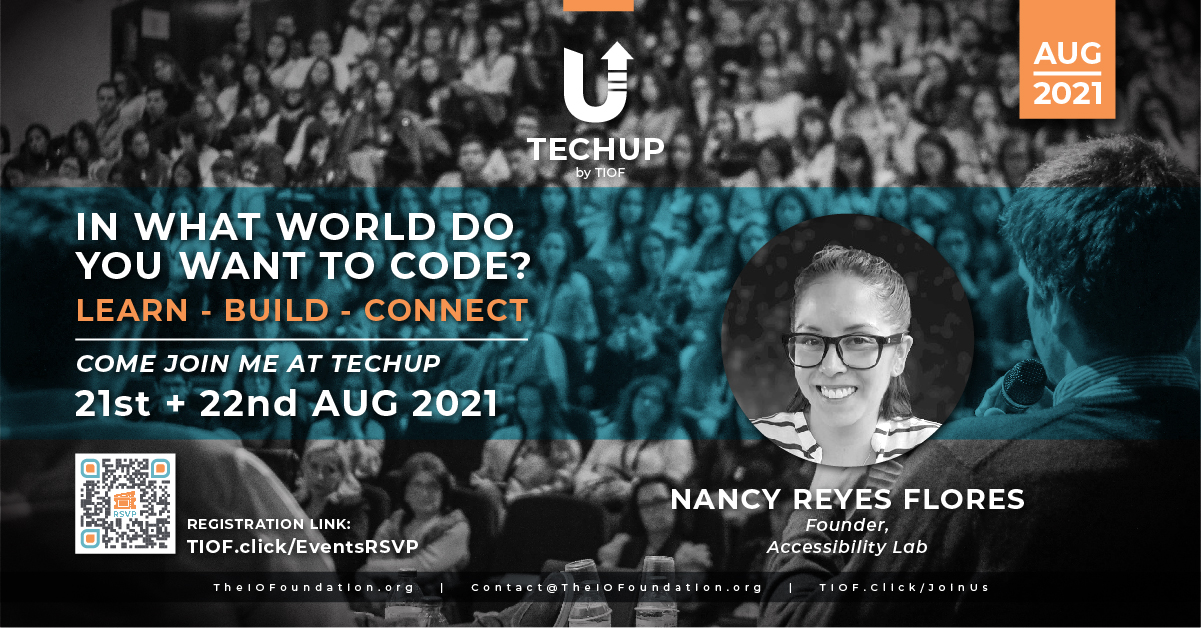 AUG
2021
TECHUP
by TIOF
IN WHAT WORLD DO
YOU WANT TO CODE?
LEARN - BUILD - CONNECT
COME JOIN ME AT TECHUP
21st + 22nd AUG 2021
RSVP
REGISTRATION LINK:
TIOF.click/EventsRSVP
NANCY REYES FLORES
Founder,
Accessibility Lab
TheIOFoundation.org | Contact@TheIOFoundation.org | TIOF.Click/JoinUs